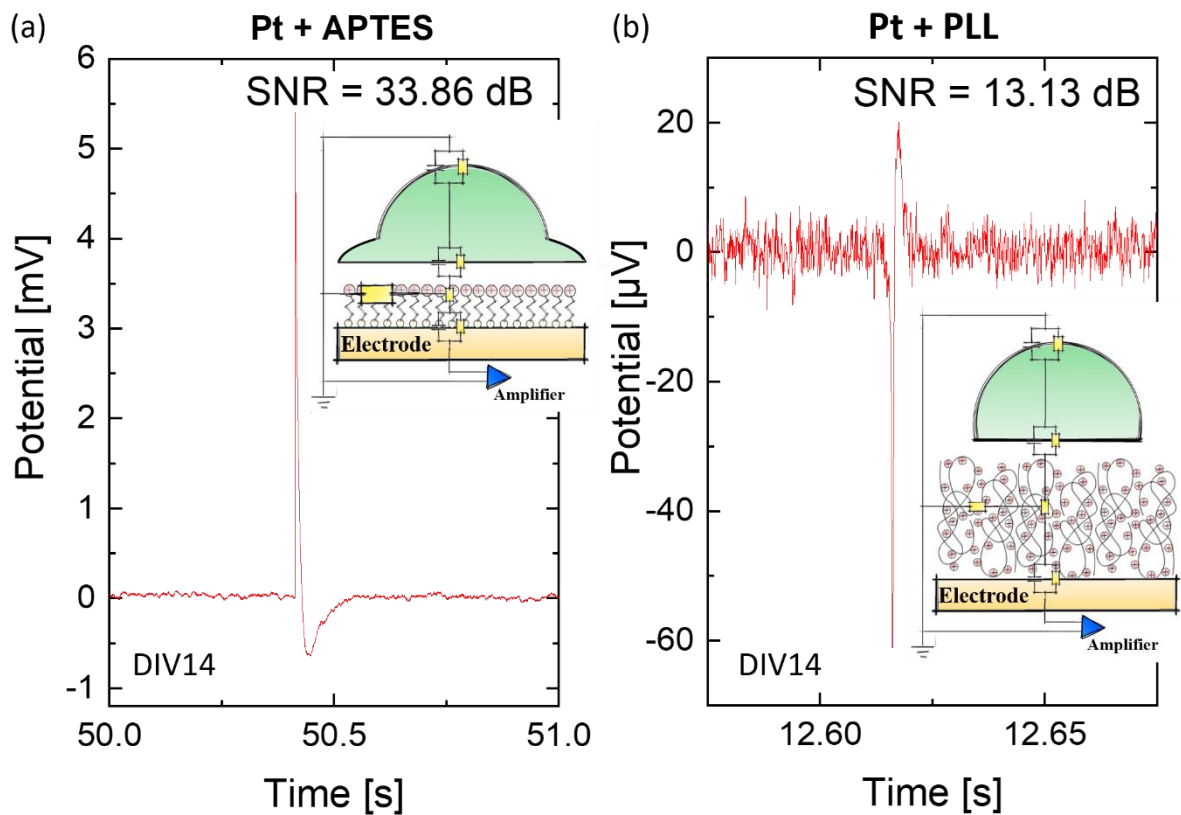 (a)
Pt + APTES
SNR = 33.86 dB
6
5
4
3
2
1
0
-1
Potential [mV]
Electrode
Amplifier
DIV14
50.0
50.5
51.0
Time [s]
(b)
Pt + PLL
SNR = 13.13 dB
20
0
-20
-40
-60
Potential [µV]
Electrode
Amplifier
DIV14
12.60
12.65
Time [s]